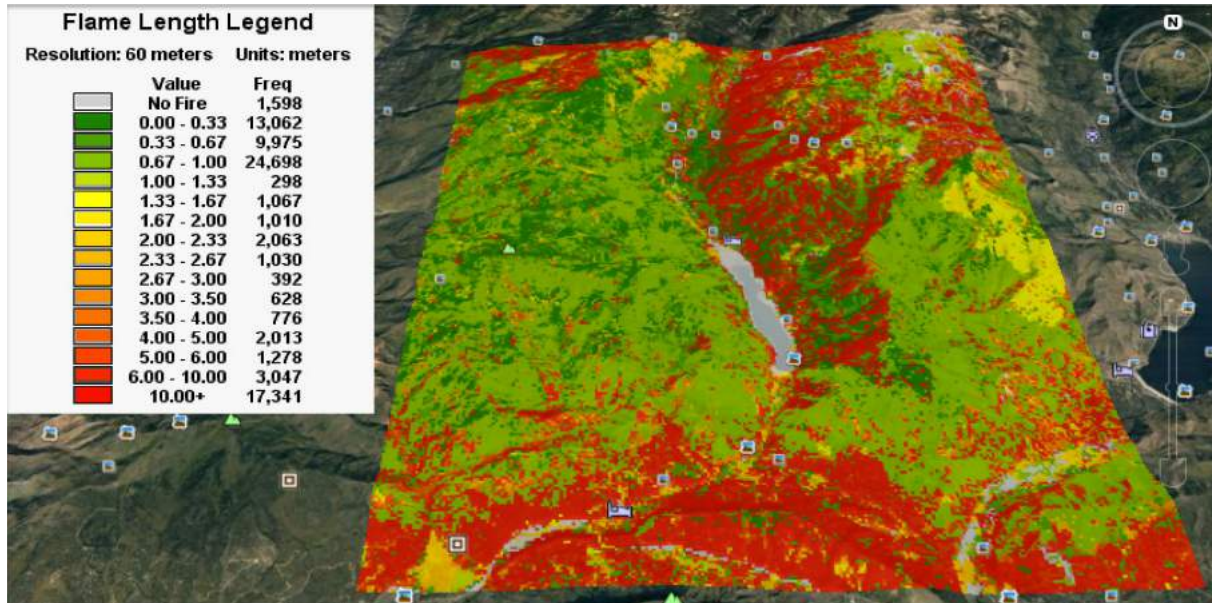 Flame Length Legend
Resolution: 60 meters Units: meters
Value Freq
No Fire 1,598
0.00 - 0.33 13,062
0.33 - 0.67 9,975
0.67 - 1.00 24,698
1.00 - 1.33 298
1.33 - 1.67 1,067
1.67 - 2.00 1,010
2.00 - 2.33 2,063
2.33 - 2.67 1,030
2.67 - 3.00 392
3.00 - 3.50 628
3.50 - 4.00 776
4.00 - 5.00 2,013
5.00 - 6.00 1,278
6.00 - 10.00 3,047
10.00+ 17,341
N